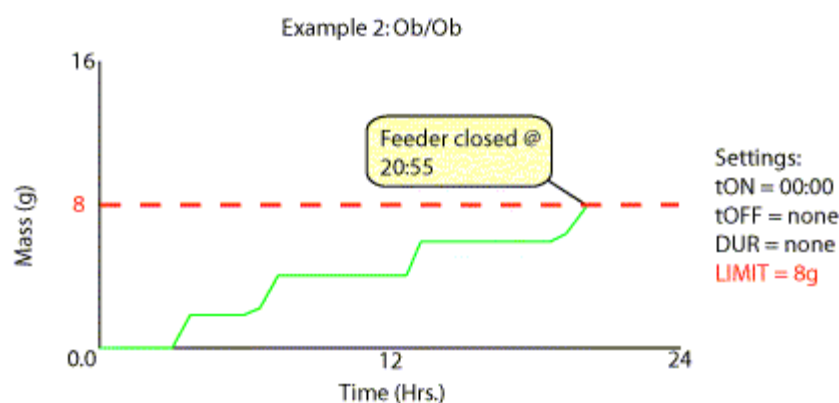 Example 2: Ob/Ob
16
Feeder closed @
20:55
8
Mass (g)
0.0
12
24
Time (Hrs.)
Settings:
tON = 00:00
tOFF = none
DUR = none
LIMIT = 8g